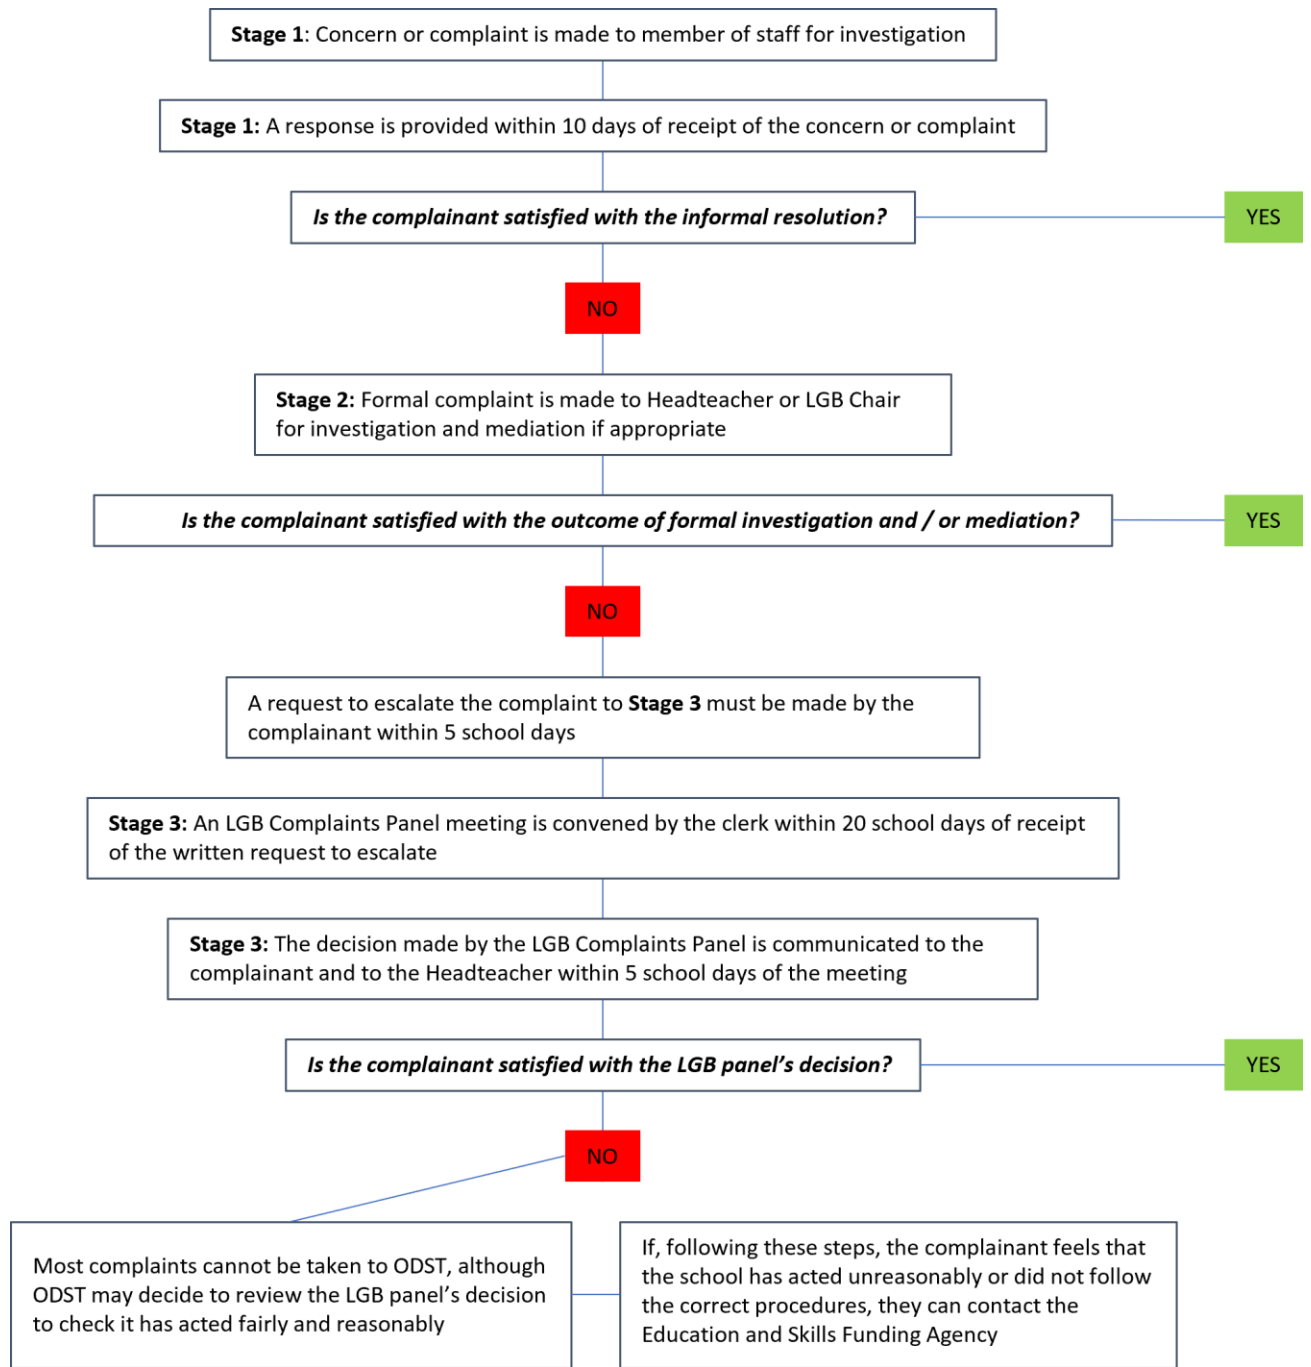 Stage 1: Concern or complaint is made to member of staff for investigation
Stage 1: A response is provided within 10 days of receipt of the concern or complaint
Is the complainant satisfied with the informal resolution?
YES
NO
Stage 2: Formal complaint is made to Headteacher or LGB Chair
for investigation and mediation if appropriate
Is the complainant satisfied with the outcome of formal investigation and / or mediation?
YES
NO
A request to escalate the complaint to Stage 3 must be made by the
complainant within 5 school days
Stage 3: An LGB Complaints Panel meeting is convened by the clerk within 20 school days of receipt
of the written request to escalate
Stage 3: The decision made by the LGB Complaints Panel is communicated to the
complainant and to the Headteacher within 5 school days of the meeting
Is the complainant satisfied with the LGB panel’s decision?
YES
NO
Most complaints cannot be taken to ODST, although
ODST may decide to review the LGB panel’s decision
to check it has acted fairly and reasonably
If, following these steps, the complainant feels that
the school has acted unreasonably or did not follow
the correct procedures, they can contact the
Education and Skills Funding Agency